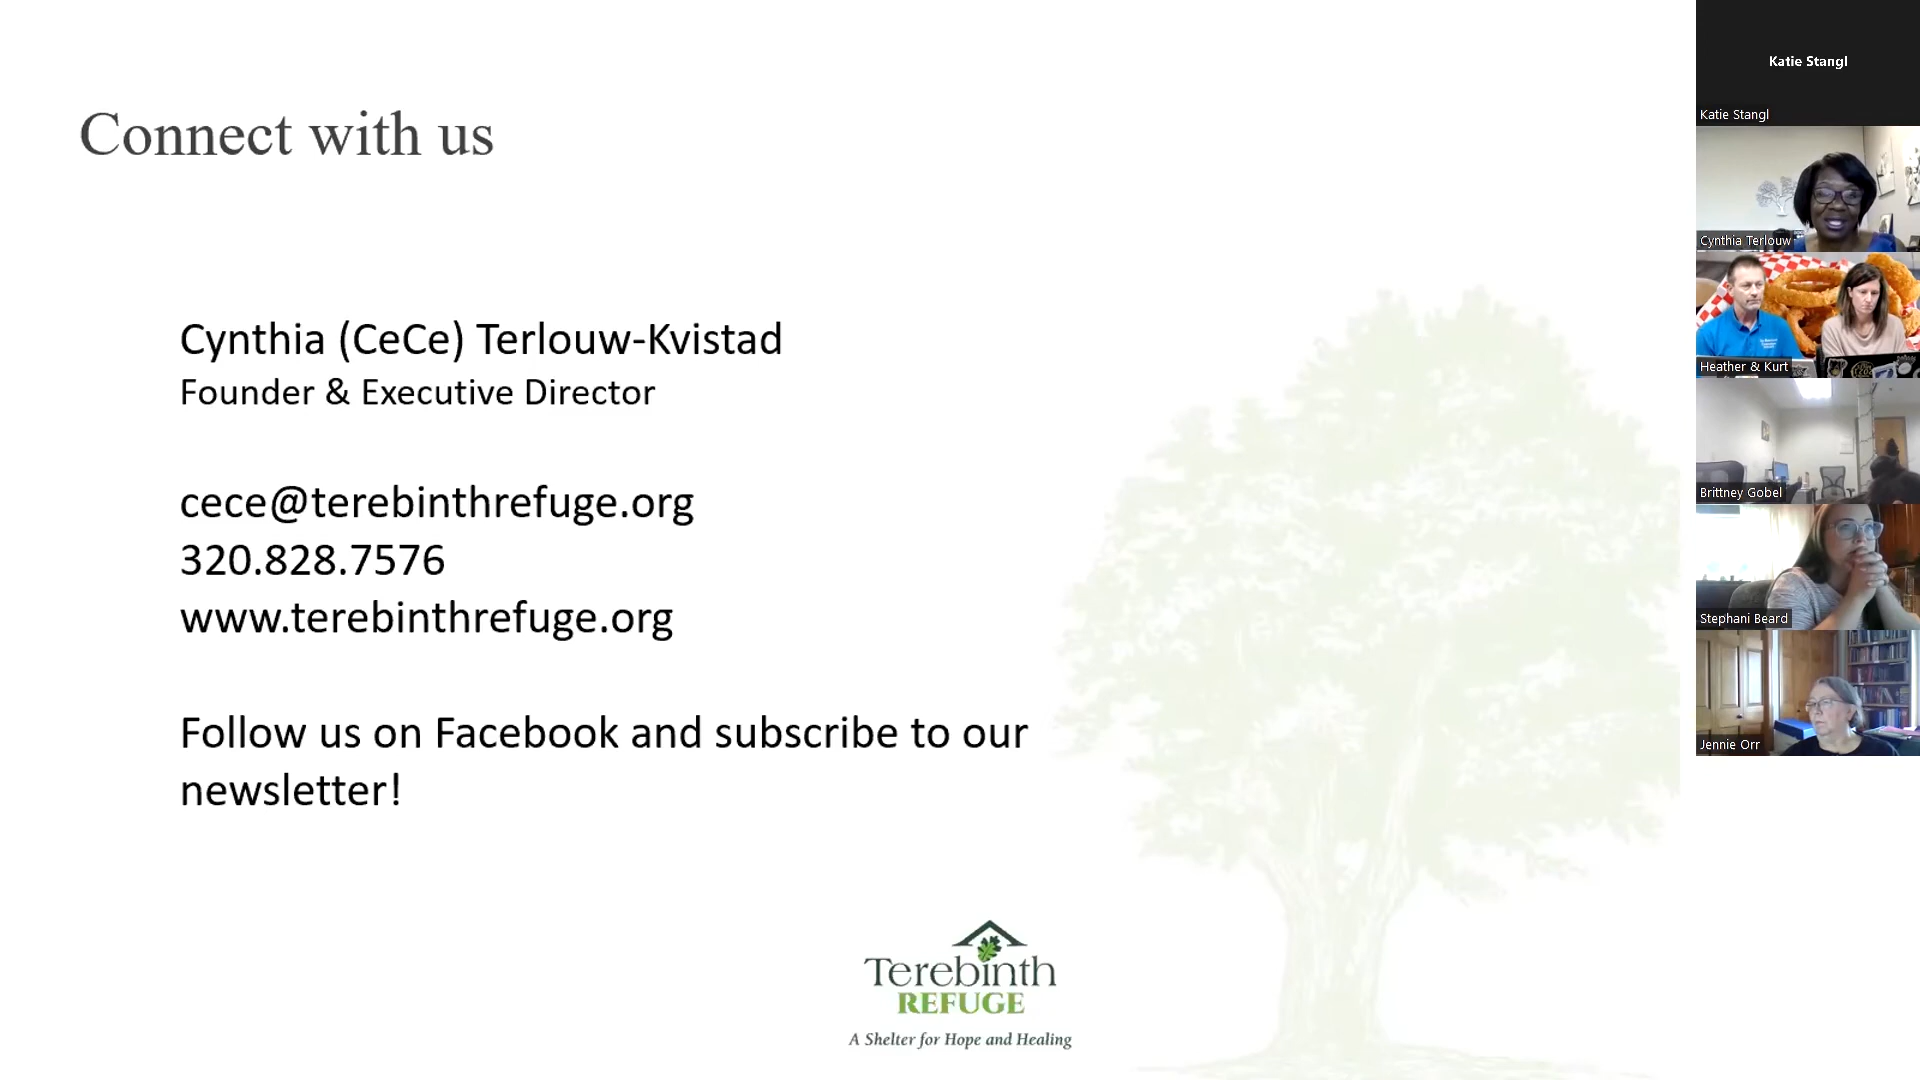 Connect with us
Cynthia (CeCe) Terlouw-Kvistad
Founder & Executive Director
cece@terebinthrefuge.org
320.828.7576
www.terebinthrefuge.org
Follow us on Facebook and subscribe to our
newsletter!
Terebinth
REFUGE
A Shelter for Hope and Healing
Katie Stangl
Katie Stangl
Cynthia Terlouw
Heather & Kurt
Brittney Gobel
Stephani Beard
Jennie Orr